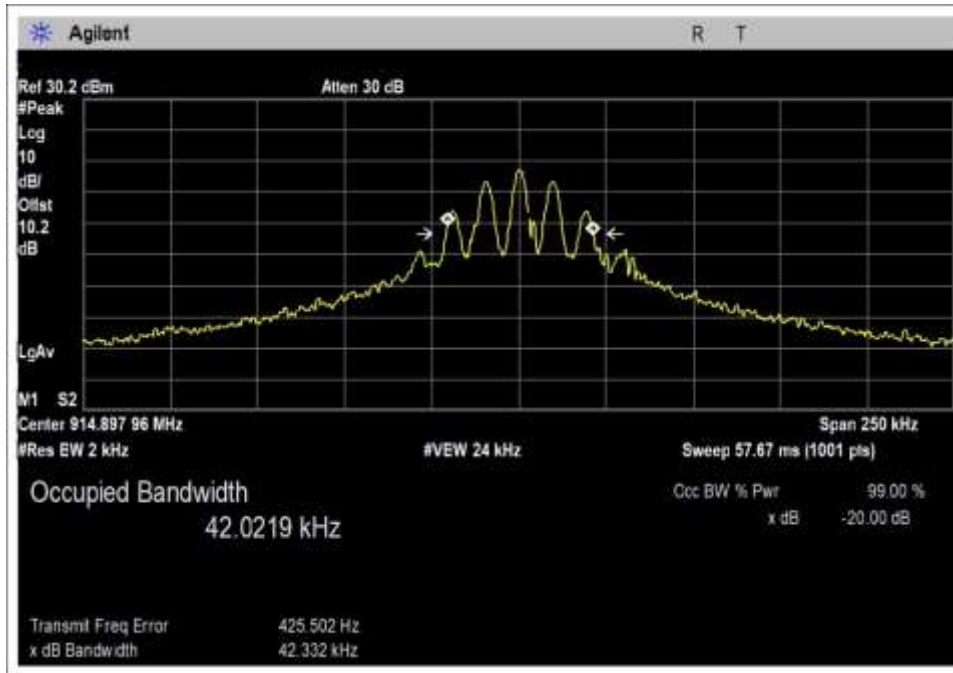 Agilent R T
Ref 30.2 dBm Atten 30 dB
#Peak
Log
10
dB/
Offst
10.2
dB
LgAv
M1 S2
Center 914.897 96 MHz Span 250 kHz
#Res BW 2 kHz #VBW 24 kHz Sweep 57.67 ms (1001 pts)
Occupied Bandwidth Occ BW % Pwr 99.00 %
42.0219 kHz x dB -20.00 dB
Transmit Freq Error 425.502 Hz
x dB Bandwidth 42.332 kHz